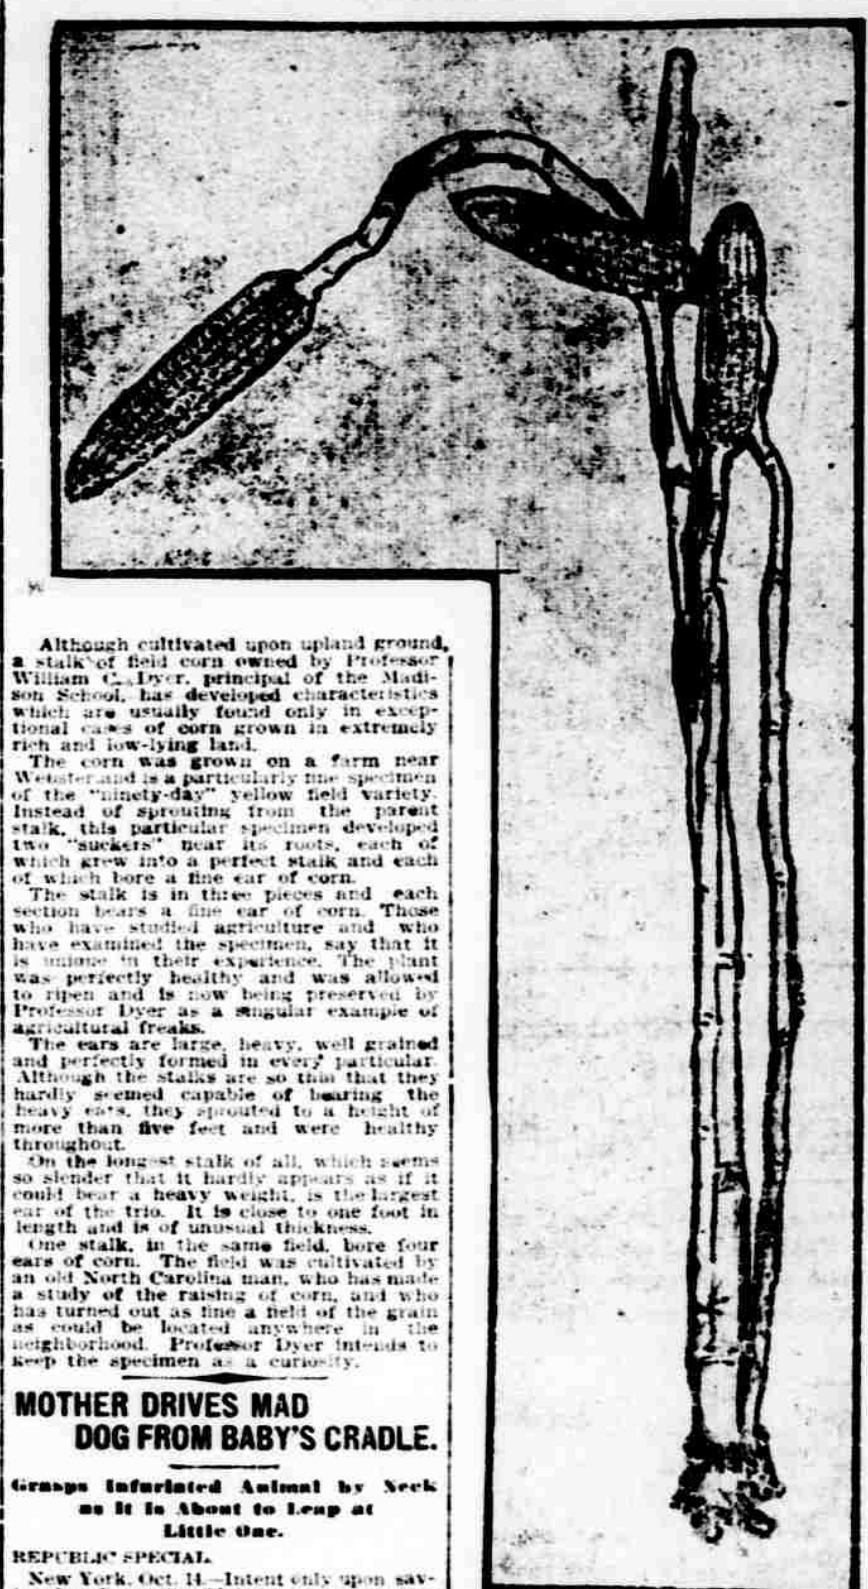 Although cultivated upon upland ground,
a stalk of field corn owned by Professor
William C. Dyer, principal of the Madi-
son School, has developed characteristics
which are usually found only in excep-
tional cases of corn grown in extremely
rich and low-lying land.
The corn was grown on a farm near
Webster and is a particularly fine specimen
of the "ninety-day" yellow field variety.
Instead of sprouting from the parent
stalk, this particular specimen developed
two "suckers" near its roots, each of
which grew into a perfect stalk and each
of which bore a fine ear of corn.
The stalk is in three pieces and each
section bears a fine ear of corn. Those
who have studied agriculture and who
have examined the specimen, say that it
is unique in their experience. The plant
was perfectly healthy and was allowed
to ripen and is now being preserved by
Professor Dyer as a singular example of
agricultural freaks.
The ears are large, heavy, well grained
and perfectly formed in every particular.
Although the stalks are so thin that they
hardly seemed capable of bearing the
heavy ears, they sprouted to a height of
more than five feet and were healthy
throughout.
On the longest stalk of all, which seems
so slender that it hardly appears as if it
could bear a heavy weight, is the largest
ear of the trio. It is close to one foot in
length and is of unusual thickness.
One stalk, in the same field, bore four
ears of corn. The field was cultivated by
an old North Carolina man, who has made
a study of the raising of corn, and who
has turned out as fine a field of the grain
as could be located anywhere in the
neighborhood. Professor Dyer intends to
keep the specimen as a curiosity.
MOTHER DRIVES MAD
DOG FROM BABY'S CRADLE.
Grasps Infuriated Animal by Neck
as It Is About to Leap at
Little One.
REPUBLIC SPECIAL.
New York, Oct. 14.—Intent only upon sav-